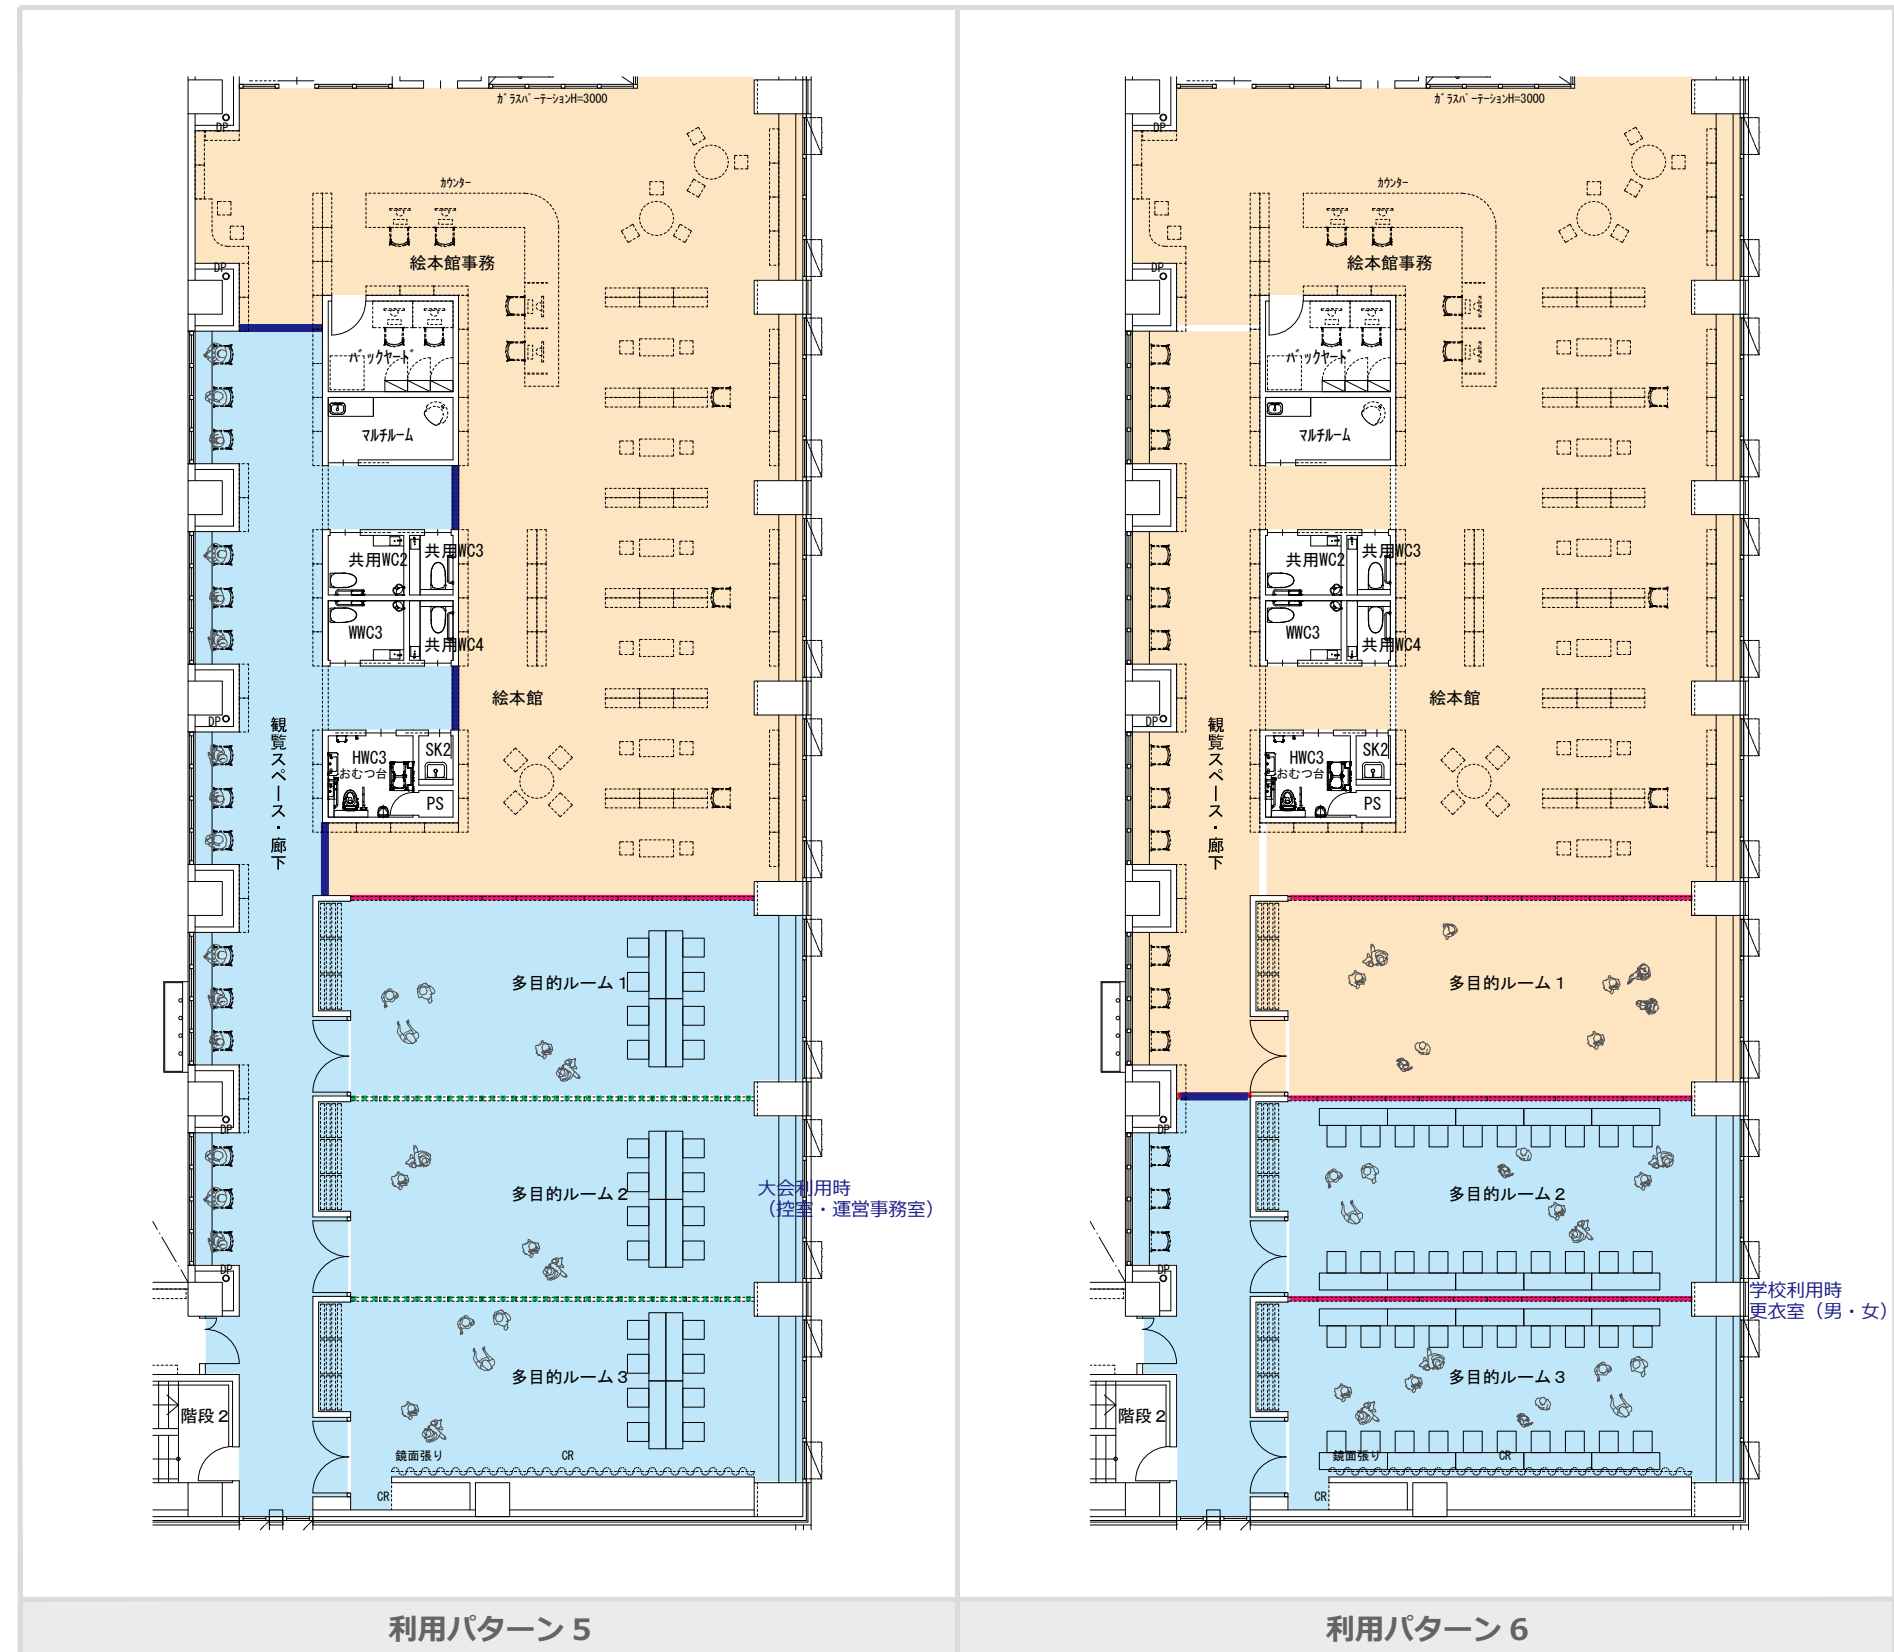 ガラスパーテーションH=3000
DP
カウンター
絵本館事務
DP
バックヤード
マルチルーム
共用WC2
共用WC3
WWC3
共用WC4
絵本館
DP
観覧スペース・廊下
HWC3
おむつ台
SK2
PS
多目的ルーム1
DP
多目的ルーム2
大会利用時
（控室・運営事務室）
DP
多目的ルーム3
階段2
鏡面張り
CR
CR
利用パターン 5
ガラスパーテーションH=3000
DP
カウンター
絵本館事務
DP
バックヤード
マルチルーム
共用WC2
共用WC3
WWC3
共用WC4
絵本館
DP
観覧スペース・廊下
HWC3
おむつ台
SK2
PS
多目的ルーム1
DP
多目的ルーム2
DP
学校利用時
更衣室（男・女）
多目的ルーム3
階段2
鏡面張り
CR
CR
利用パターン 6